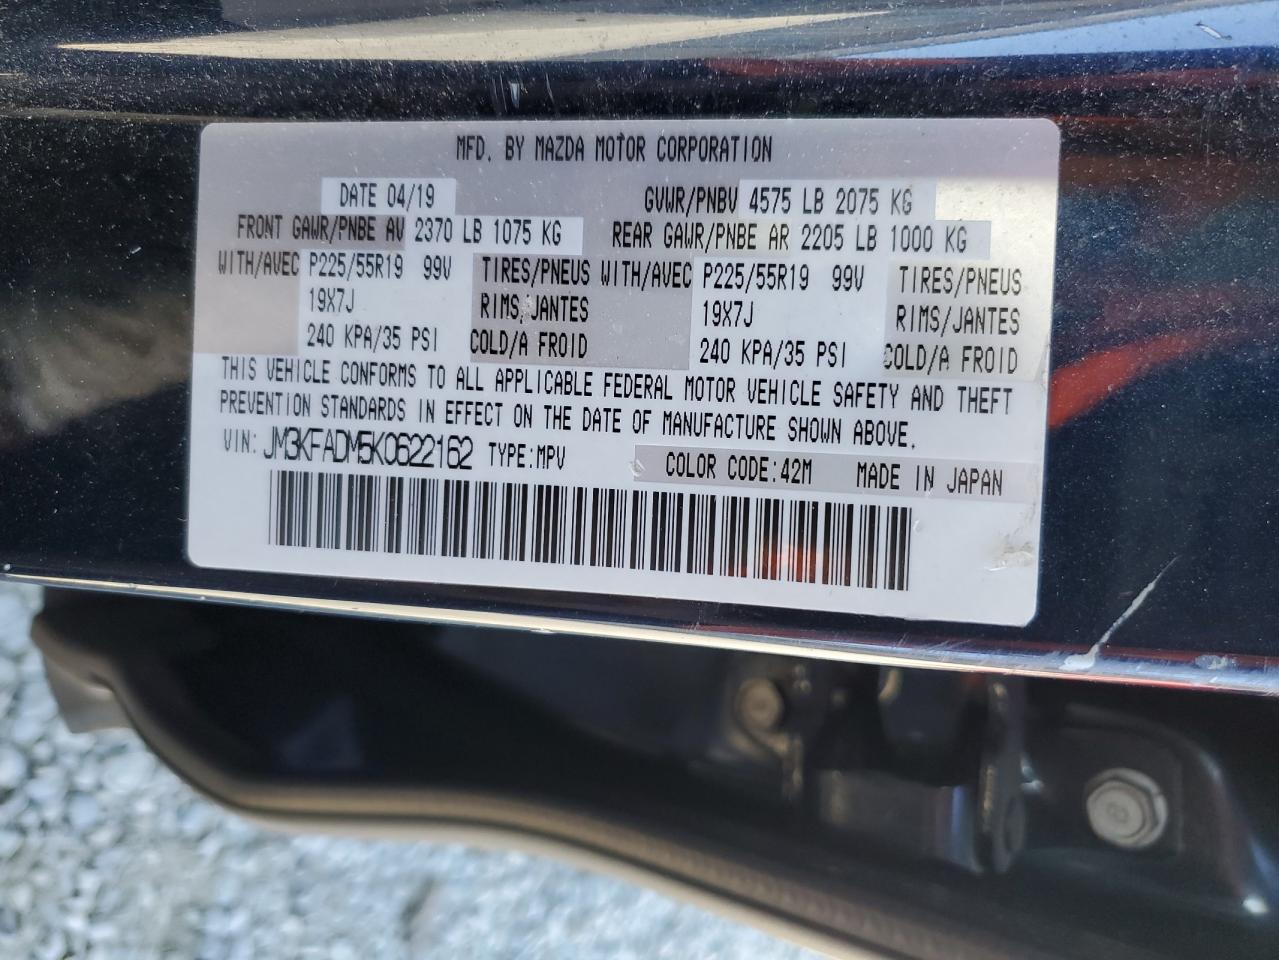 MFD. BY MAZDA MOTOR CORPORATION
DATE 04/19 GVWR/PNBV 4575 LB 2075 KG
FRONT GAWR/PNBE AV 2370 LB 1075 KG REAR GAWR/PNBE AR 2205 LB 1000 KG
WITH/AVEC P225/55R19 99V TIRES/PNEUS WITH/AVEC P225/55R19 99V TIRES/PNEUS
19X7J RIMS/JANTES 19X7J RIMS/JANTES
240 KPA/35 PSI COLD/A FROID 240 KPA/35 PSI COLD/A FROID
THIS VEHICLE CONFORMS TO ALL APPLICABLE FEDERAL MOTOR VEHICLE SAFETY AND THEFT
PREVENTION STANDARDS IN EFFECT ON THE DATE OF MANUFACTURE SHOWN ABOVE.
VIN: JM3KFADM5K0622162 TYPE:MPV COLOR CODE:42M MADE IN JAPAN